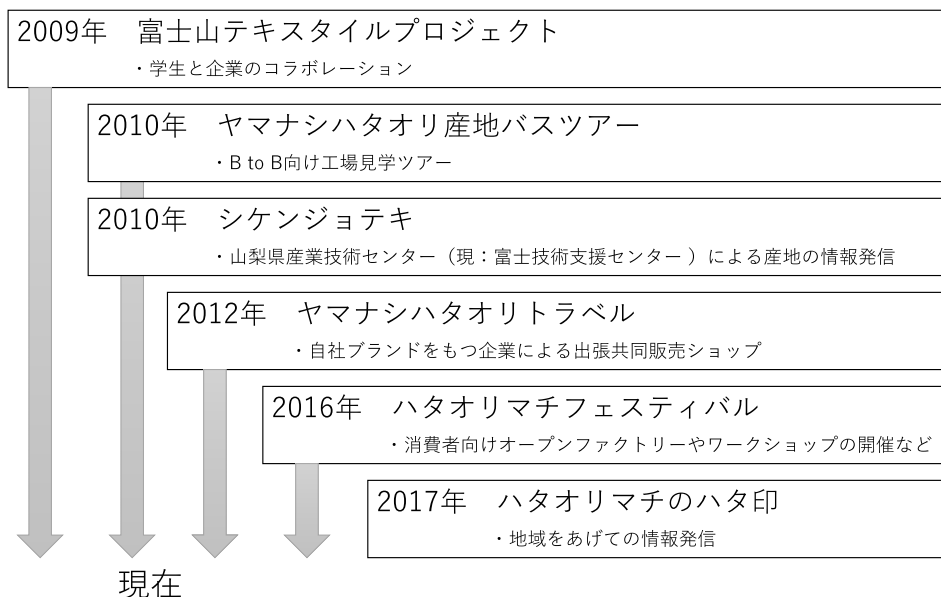 2009年　富士山テキスタイルプロジェクト
・学生と企業のコラボレーション
2010年　ヤマナシハタオリ産地バスツアー
・B to B向け工場見学ツアー
2010年　シケンジョテキ
・山梨県産業技術センター（現：富士技術支援センター ）による産地の情報発信
2012年　ヤマナシハタオリトラベル
・自社ブランドをもつ企業による出張共同販売ショップ
2016年　ハタオリマチフェスティバル
・消費者向けオープンファクトリーやワークショップの開催など
2017年　ハタオリマチのハタ印
・地域をあげての情報発信
現在